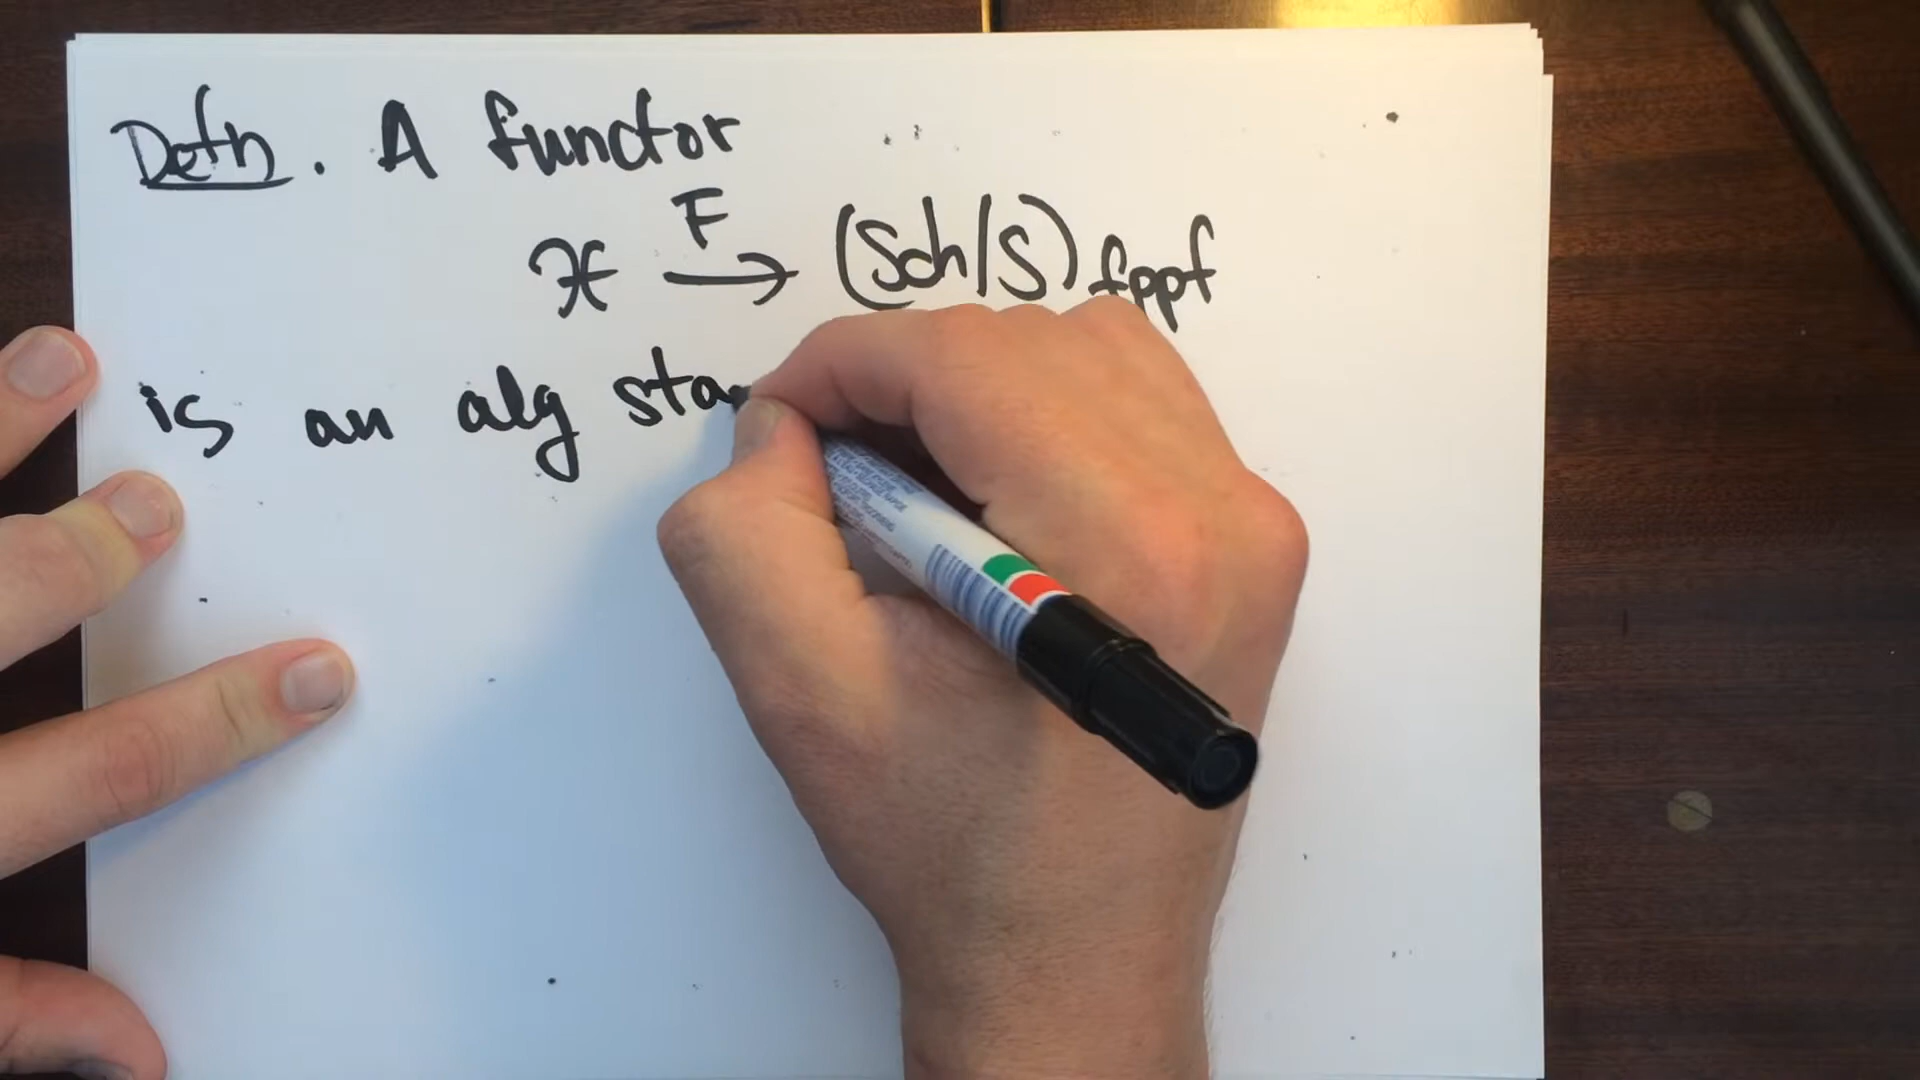 Defn. A functor
F
𝒳 → (Sch/S) fppf
is an alg sta